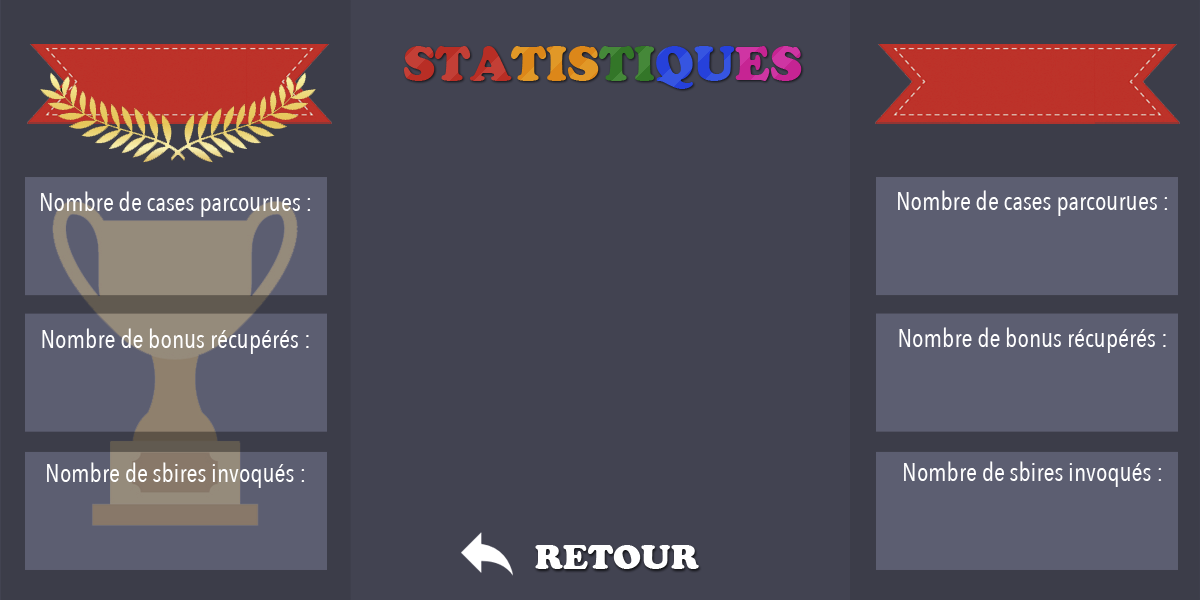 STATISTIQUES
Nombre de cases parcourues :
Nombre de bonus récupérés :
Nombre de sbires invoqués :
Nombre de cases parcourues :
Nombre de bonus récupérés :
Nombre de sbires invoqués :
RETOUR